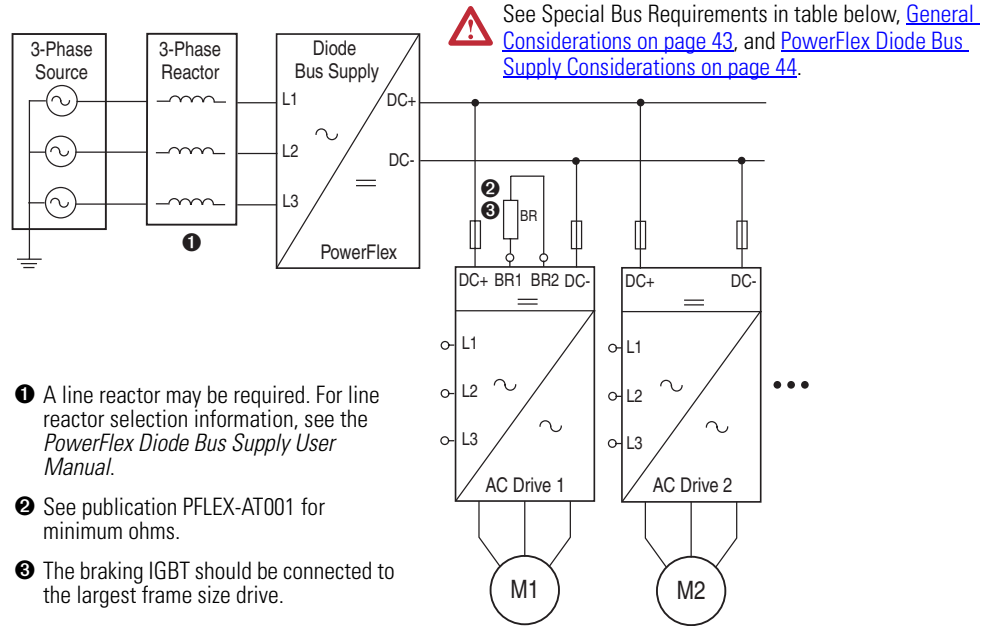 See Special Bus Requirements in table below, General
Considerations on page 43, and PowerFlex Diode Bus
Supply Considerations on page 44.
3-Phase
Source
3-Phase
Reactor
Diode
Bus Supply
L1
L2
L3
DC+
DC-
PowerFlex
❶
❷
❸
BR
DC+ BR1 BR2 DC-
L1
L2
L3
AC Drive 1
M1
DC+
DC-
L1
L2
L3
AC Drive 2
M2
•••
❶ A line reactor may be required. For line
reactor selection information, see the
PowerFlex Diode Bus Supply User
Manual.
❷ See publication PFLEX-AT001 for
minimum ohms.
❸ The braking IGBT should be connected to
the largest frame size drive.